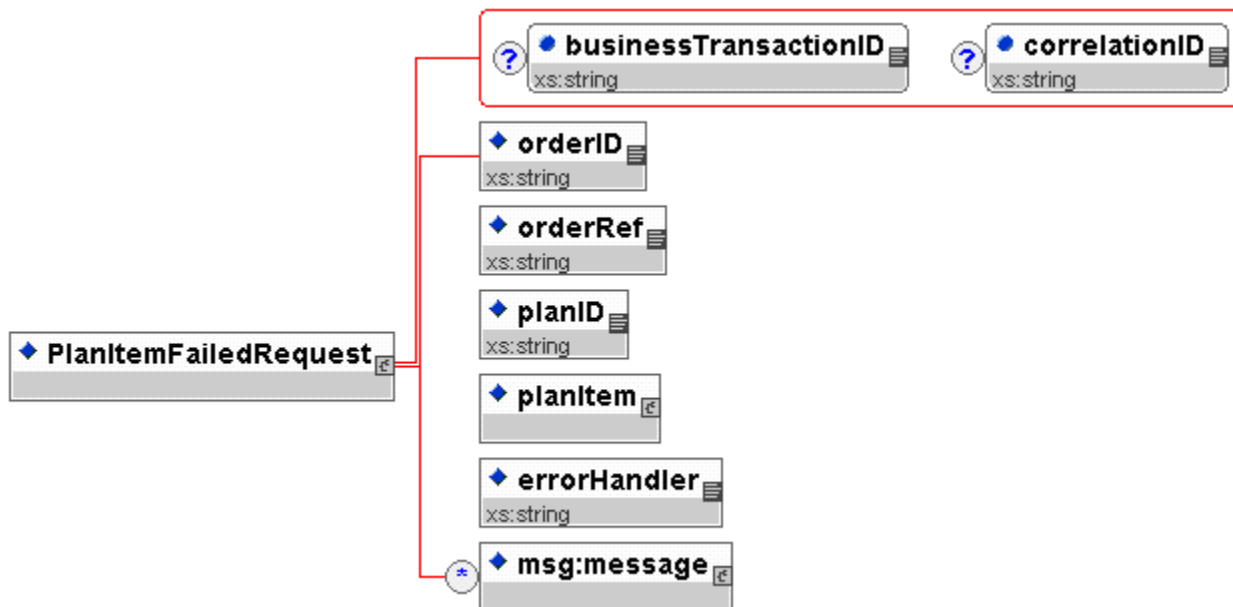 ? businessTransactionID ? correlationID
xs:string xs:string
orderID
xs:string
orderRef
xs:string
planID
xs:string
PlanItemFailedRequest
planItem
errorHandler
xs:string
* msg:message